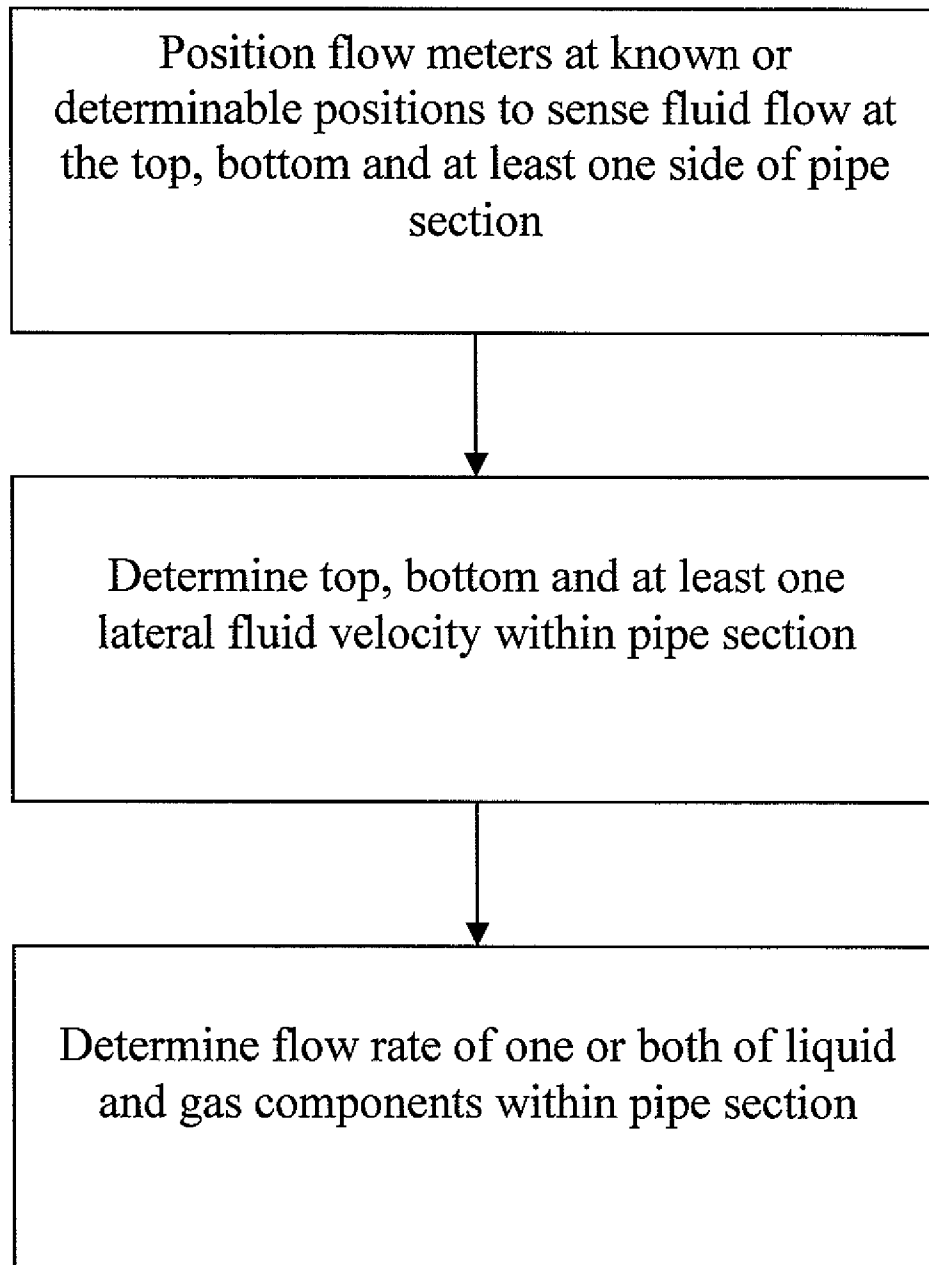 Position flow meters at known or
determinable positions to sense fluid flow at
the top, bottom and at least one side of pipe
section
Determine top, bottom and at least one
lateral fluid velocity within pipe section
Determine flow rate of one or both of liquid
and gas components within pipe section